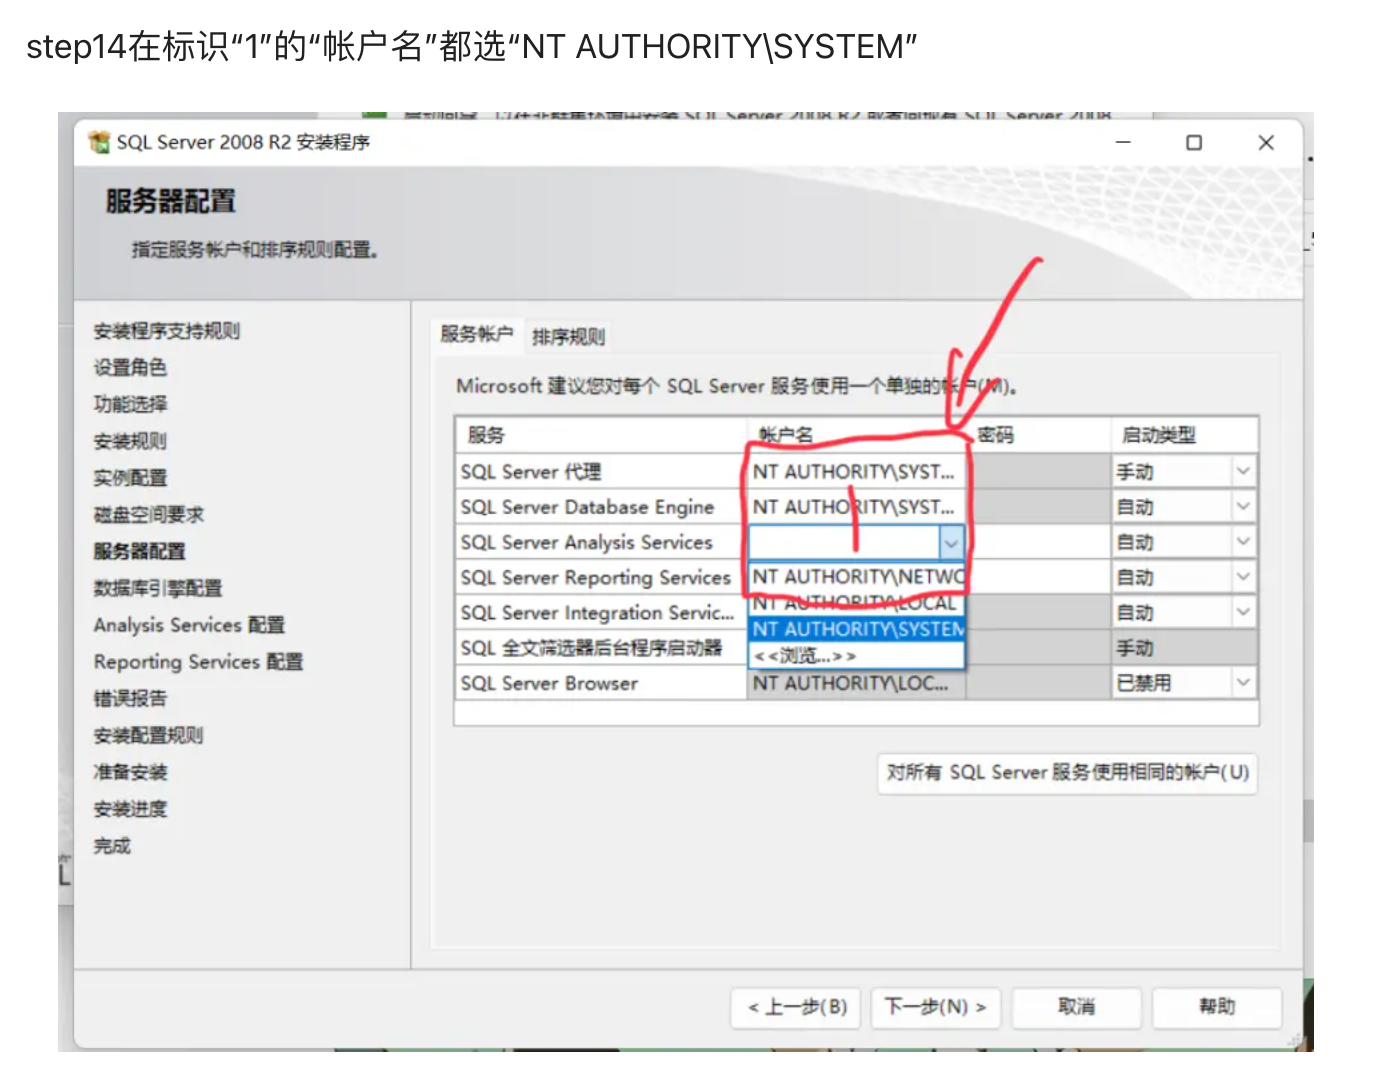 step14在标识“1”的“帐户名”都选“NT AUTHORITY\SYSTEM”
SQL Server 2008 R2 安装程序
服务器配置
指定服务帐户和排序规则配置。
安装程序支持规则
设置角色
功能选择
安装规则
实例配置
磁盘空间要求
服务器配置
数据库引擎配置
Analysis Services 配置
Reporting Services 配置
错误报告
安装配置规则
准备安装
安装进度
完成
服务帐户 排序规则
Microsoft 建议您对每个 SQL Server 服务使用一个单独的帐户(M)。
服务 帐户名 密码 启动类型
SQL Server 代理 NT AUTHORITY\SYST... 手动
SQL Server Database Engine NT AUTHORITY\SYST... 自动
SQL Server Analysis Services 自动
SQL Server Reporting Services NT AUTHORITY\NETWO 自动
NT AUTHORITY\LOCAL
SQL Server Integration Servic... 自动
NT AUTHORITY\SYSTEM
SQL 全文筛选器后台程序启动器 <<浏览...>> 手动
SQL Server Browser NT AUTHORITY\LOC... 已禁用
1
对所有 SQL Server 服务使用相同的帐户(U)
< 上一步(B) 下一步(N) > 取消 帮助